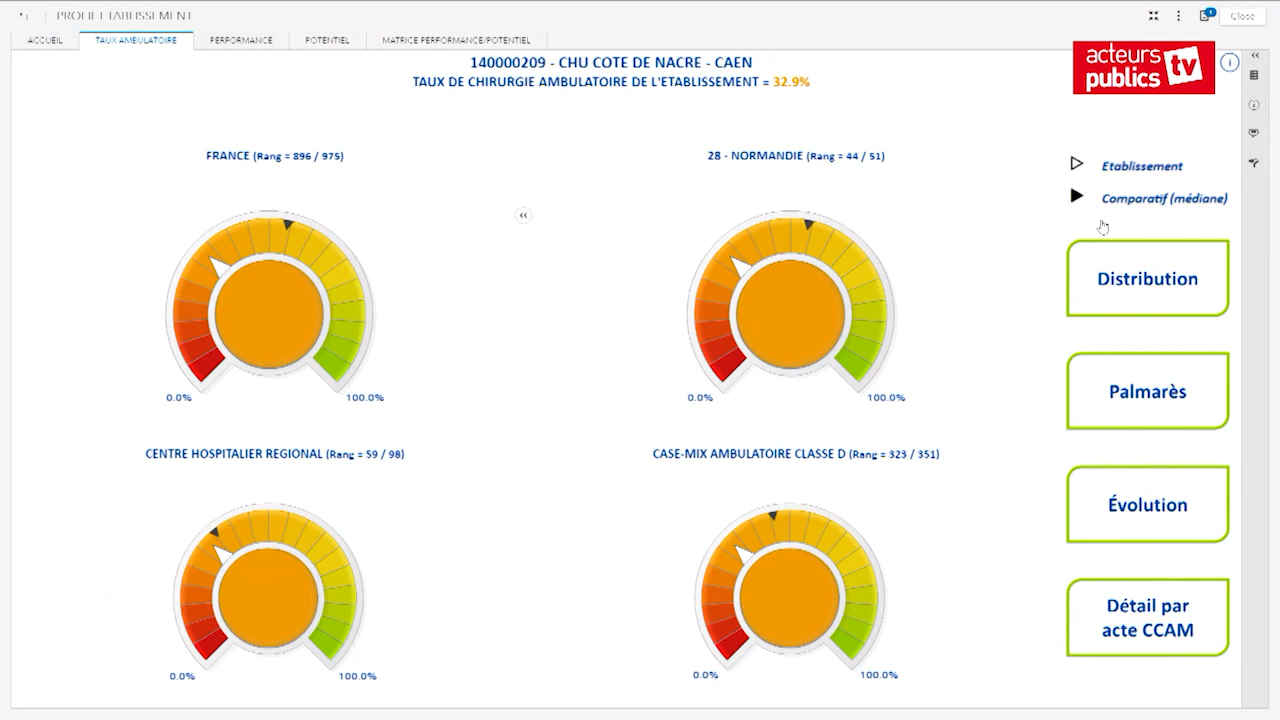 PROFIL ETABLISSEMENT
1
Close
ACCUEIL
TAUX AMBULATOIRE
PERFORMANCE
POTENTIEL
MATRICE PERFORMANCE/POTENTIEL
140000209 - CHU COTE DE NACRE - CAEN
TAUX DE CHIRURGIE AMBULATOIRE DE L'ETABLISSEMENT = 32.9%
acteurs
publics tv
FRANCE (Rang = 896 / 975)
28 - NORMANDIE (Rang = 44 / 51)
Etablissement
Comparatif (médiane)
0.0%
100.0%
0.0%
100.0%
CENTRE HOSPITALIER REGIONAL (Rang = 59 / 98)
CASE-MIX AMBULATOIRE CLASSE D (Rang = 323 / 351)
0.0%
100.0%
0.0%
100.0%
Distribution
Palmarès
Évolution
Détail par
acte CCAM